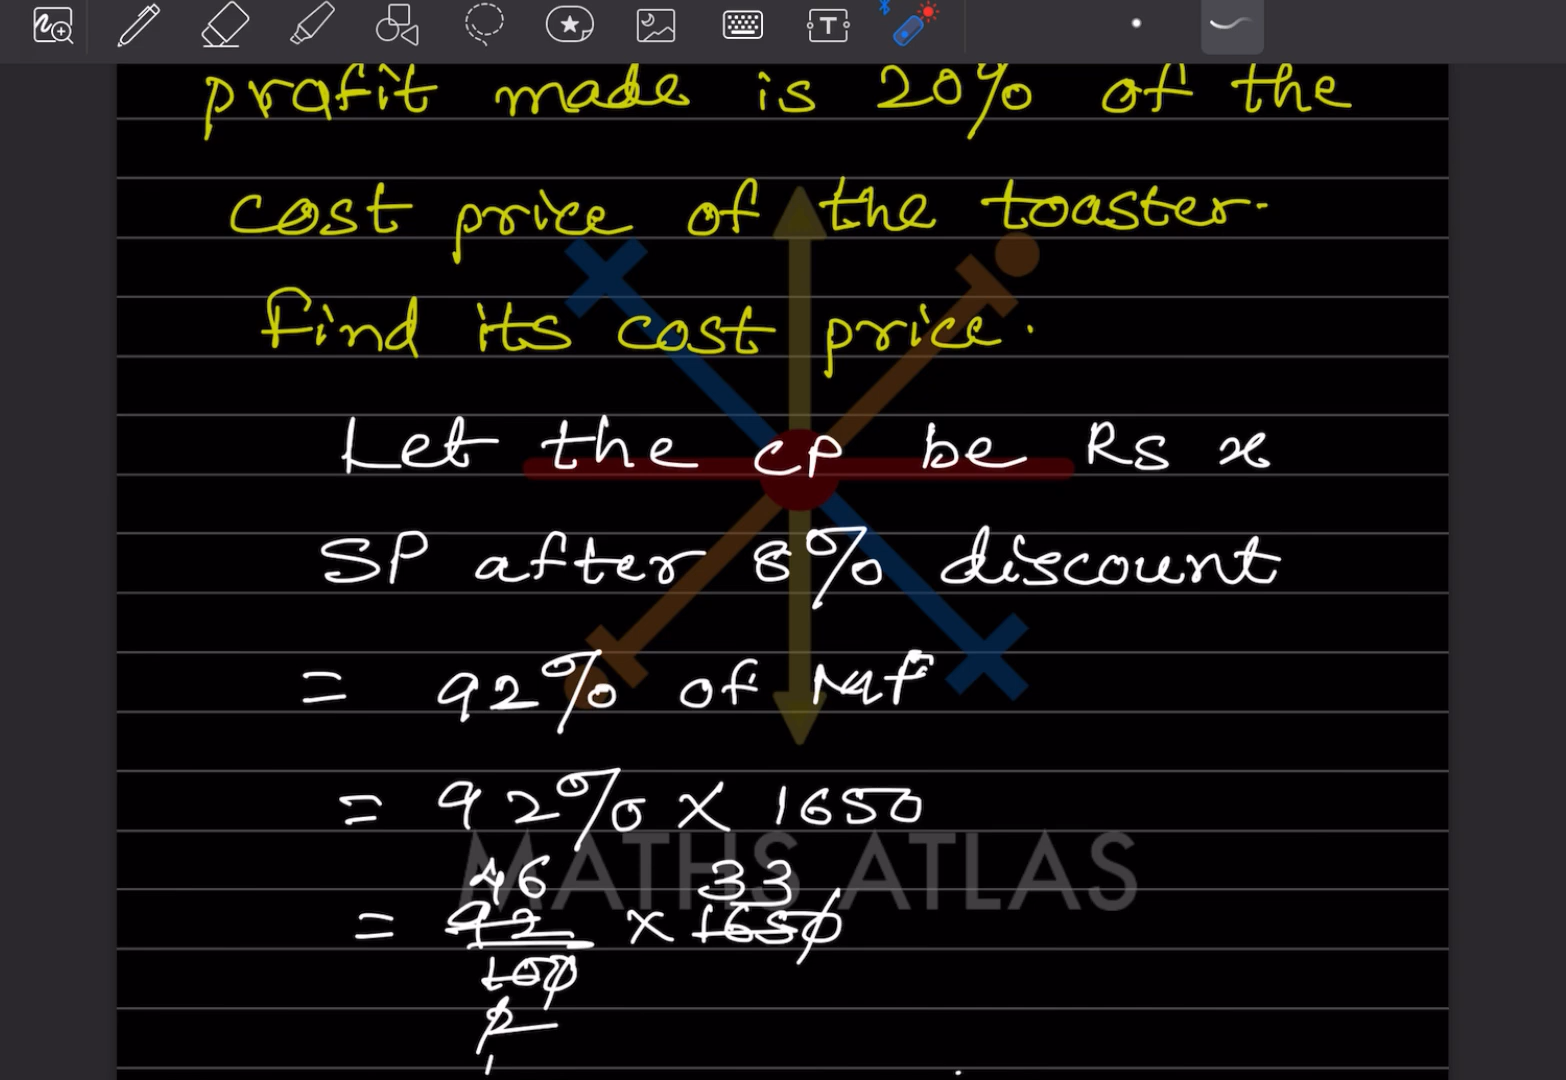 profit made is 20% of the
cost price of the toaster.
find its cost price.
Let the CP be Rs x
SP after 8% discount
= 92% of MP
= 92% X 1650
MATHS ATLAS
46 33
= 92 x 1650
100
2
1